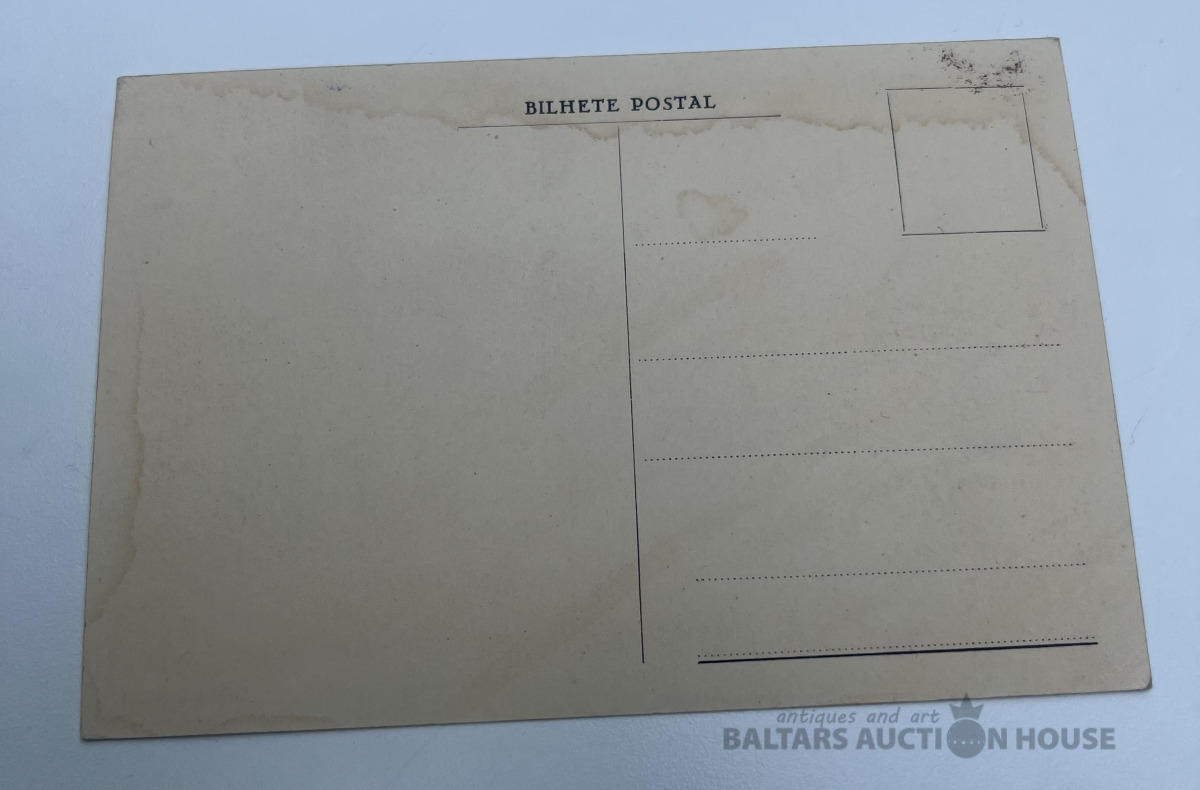 BILHETE POSTAL
antiques and art
BALTARS AUCTION HOUSE